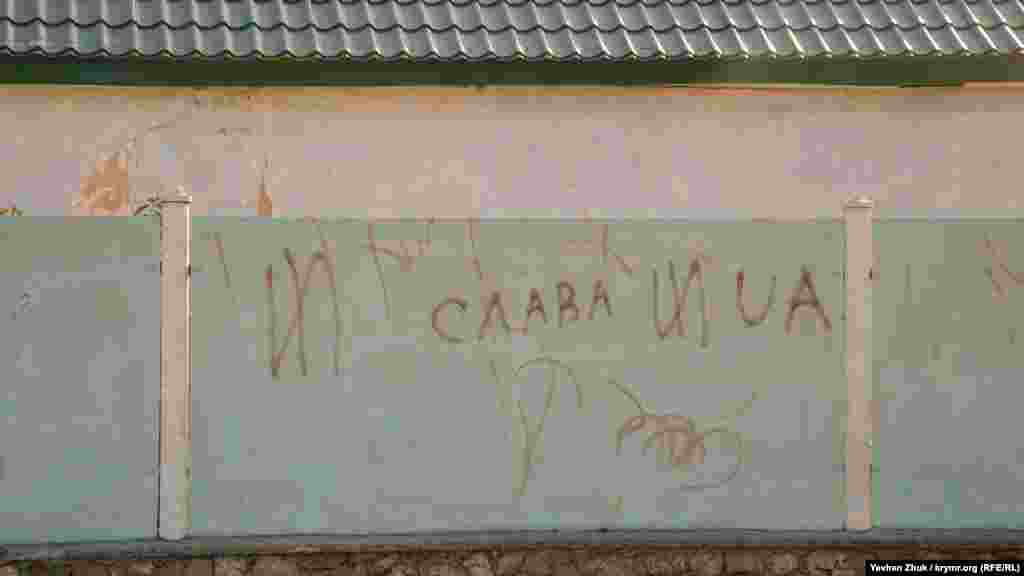 СЛАВА UA
Yevhen Zhuk / krymr.org (RFE/RL)